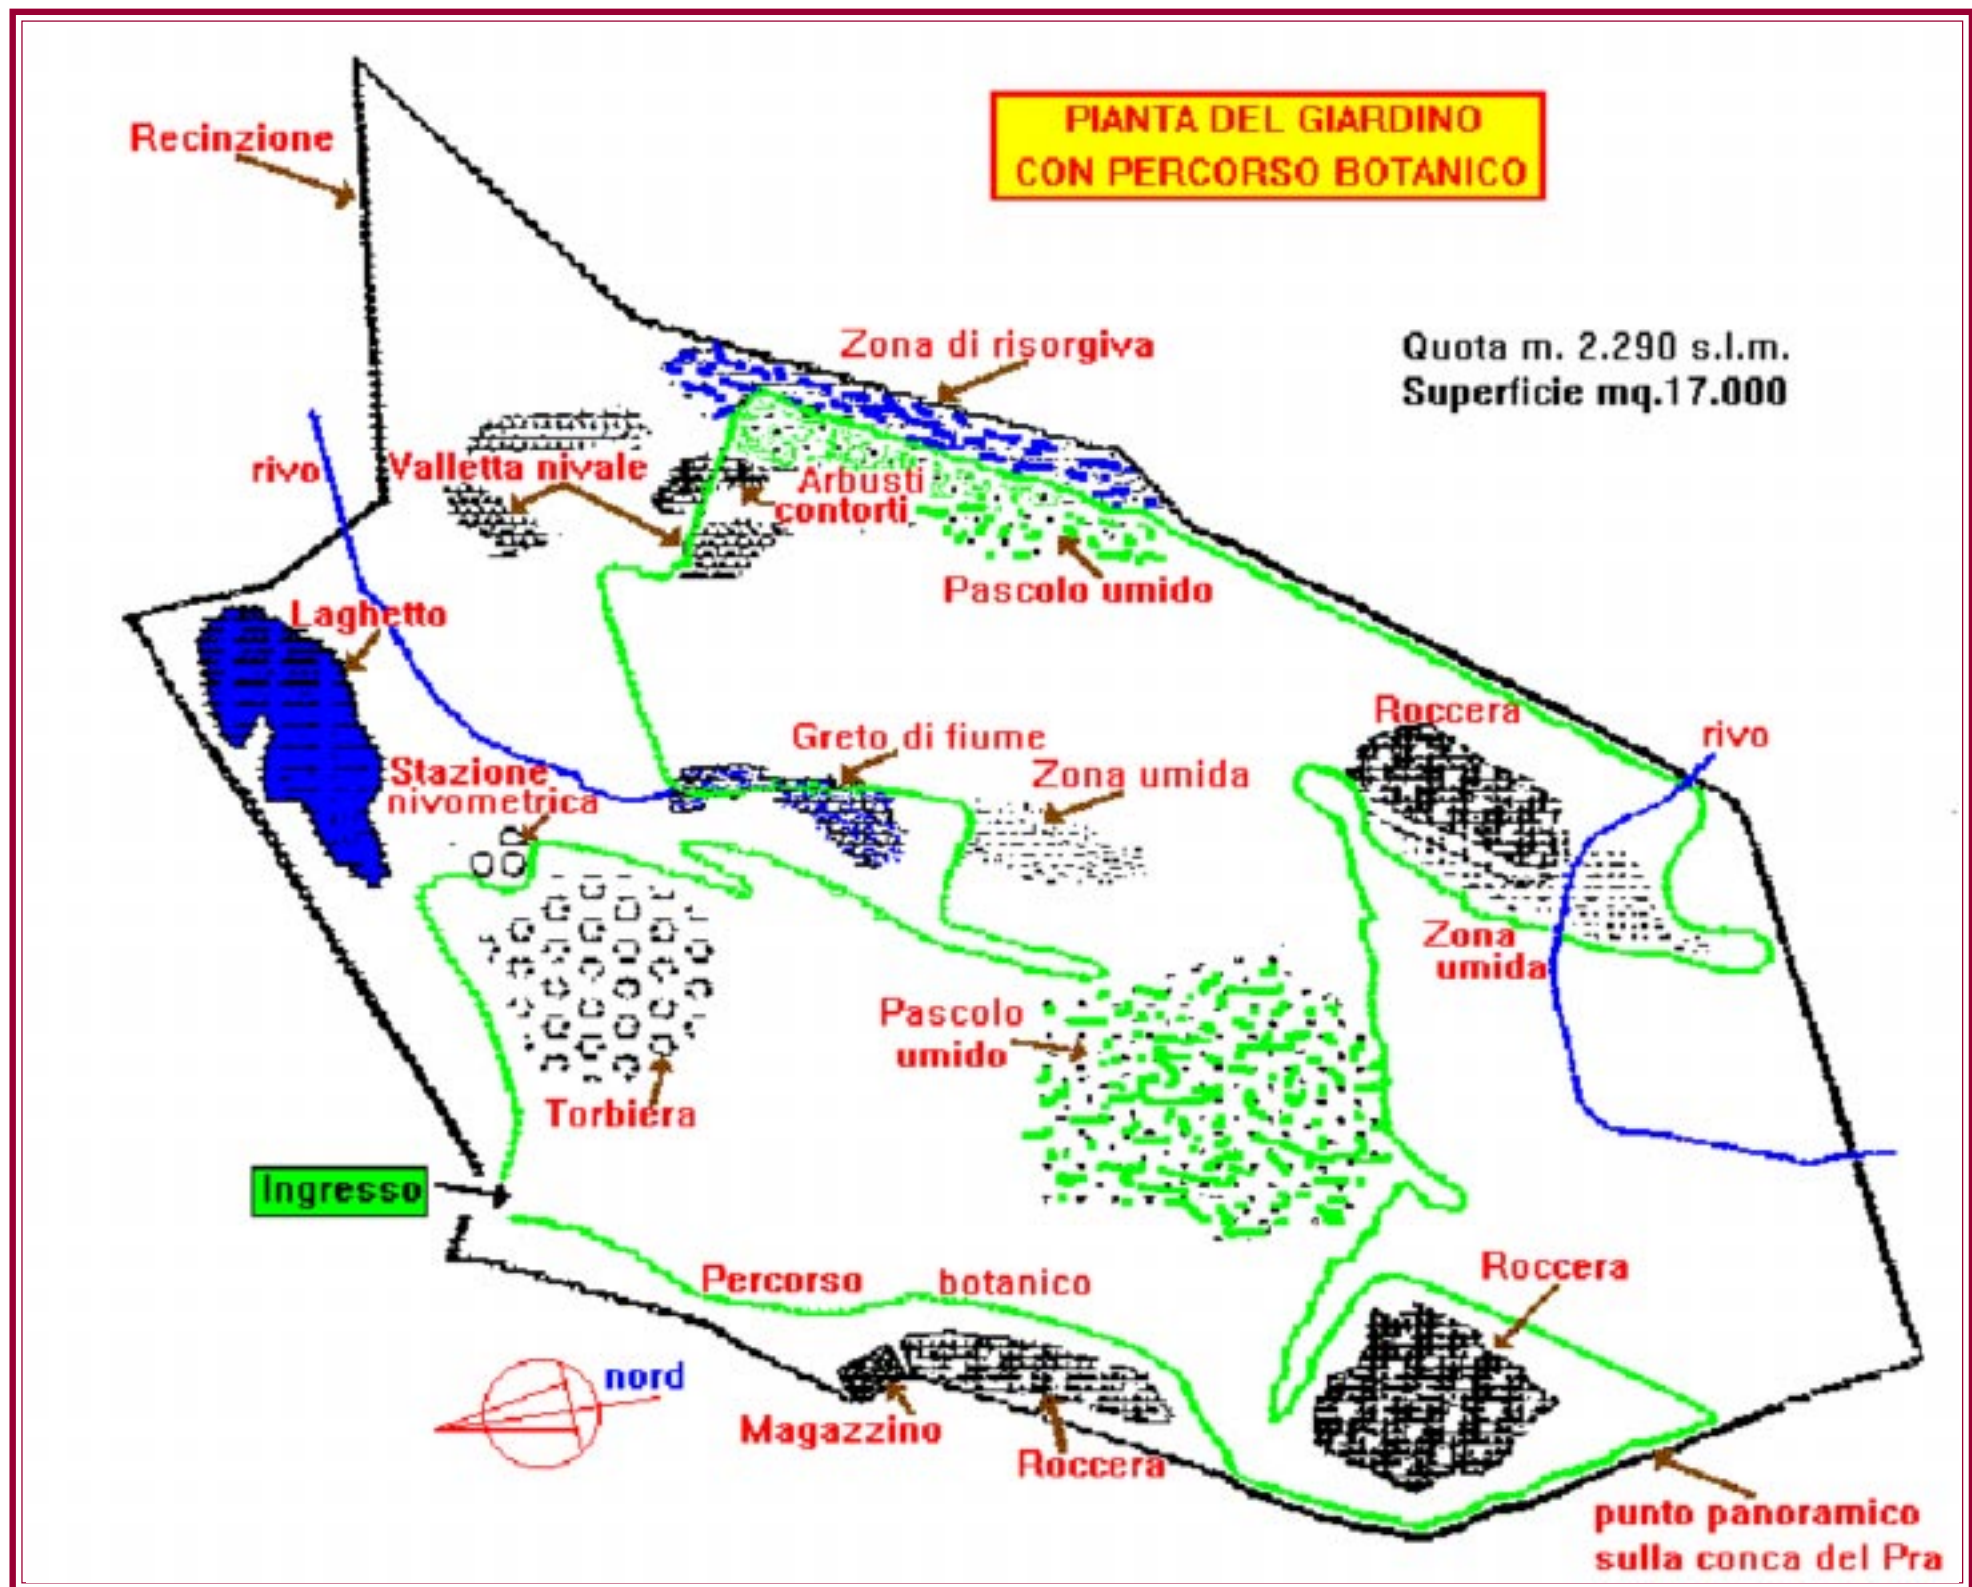 PIANTA DEL GIARDINO
CON PERCORSO BOTANICO
Recinzione
Zona di risorgiva
Quota m. 2.290 s.l.m.
Superficie mq.17.000
rivo
Valletta nivale
Arbusti
contorti
Pascolo umido
Laghetto
Roccera
rivo
Greto di fiume
Zona umida
Stazione
nivometrica
Zona
umida
Pascolo
umido
Torbiera
Ingresso
Percorso botanico
Roccera
nord
Magazzino
Roccera
punto panoramico
sulla conca del Pra